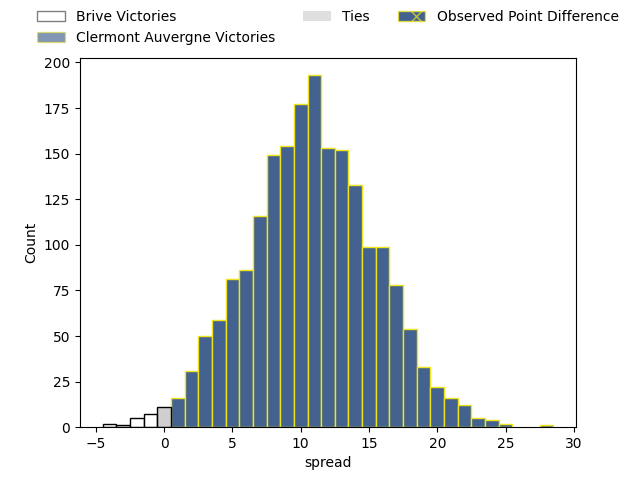 Brive Victories
Clermont Auvergne Victories
Ties
Observed Point Difference
200
175
150
125
100
75
50
25
0
Count
−5 0 5 10 15 20 25 30
spread